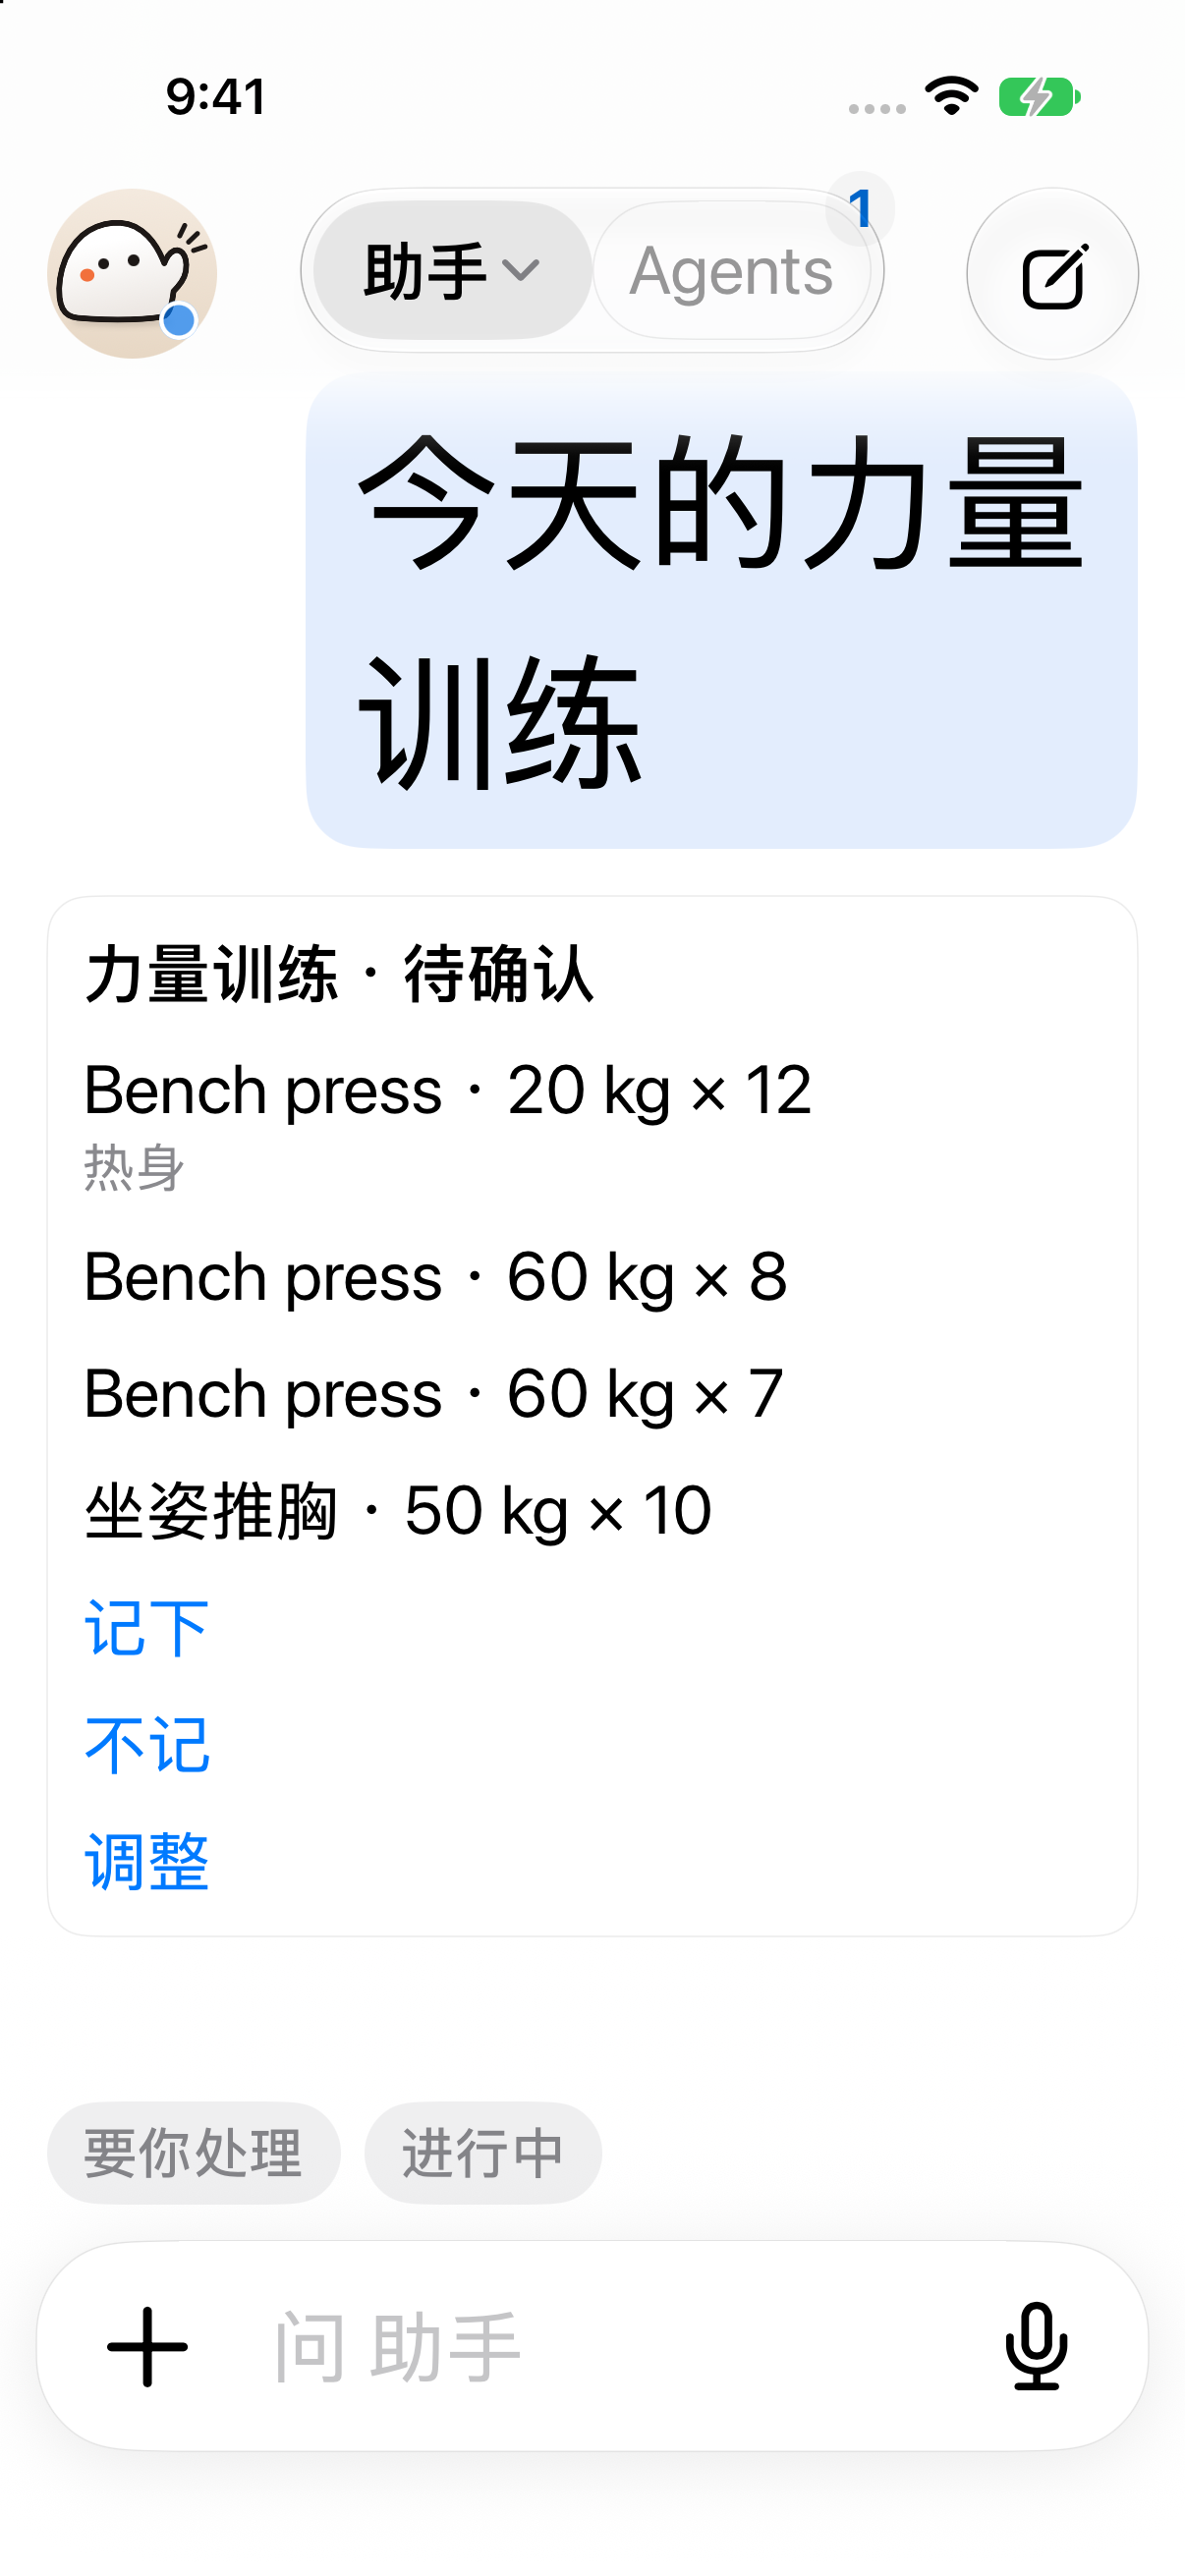 9:41
助手
Agents
1
今天的力量
训练
力量训练 · 待确认
Bench press · 20 kg × 12
热身
Bench press · 60 kg × 8
Bench press · 60 kg × 7
坐姿推胸 · 50 kg × 10
记下
不记
调整
要你处理
进行中
问 助手